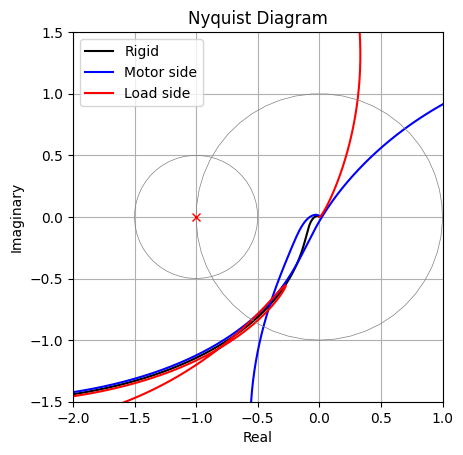 Nyquist Diagram
Rigid
Motor side
Load side
1.5
1.0
0.5
0.0
−0.5
−1.0
−1.5
Imaginary
−2.0 −1.5 −1.0 −0.5 0.0 0.5 1.0
Real